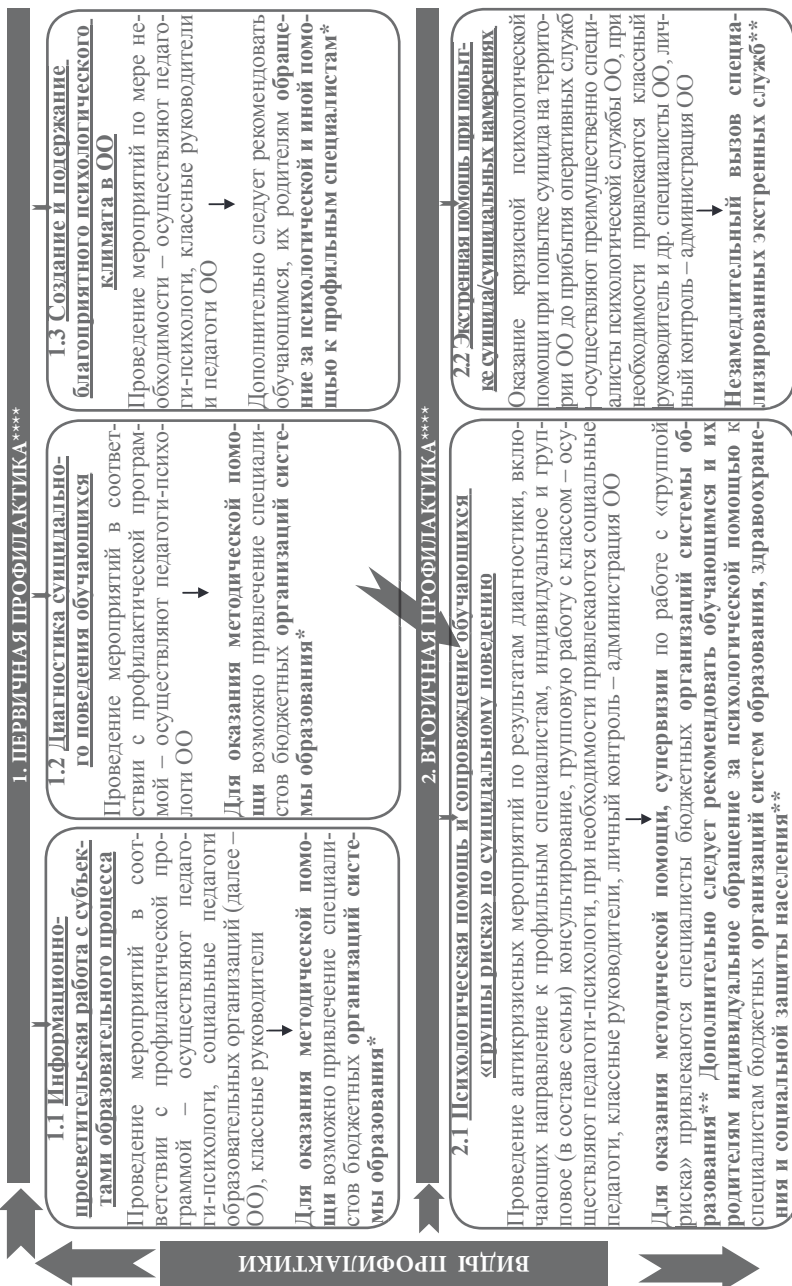 ВИДЫ ПРОФИЛАКТИКИ
1. ПЕРВИЧНАЯ ПРОФИЛАКТИКА****
1.1 Информационно-
просветительская работа с субъек-
тами образовательного процесса
Проведение мероприятий в соот-
ветствии с профилактической про-
граммой – осуществляют педаго-
ги-психологи, социальные педагоги
образовательных организаций (далее –
ОО), классные руководители
Для оказания методической помо-
щи возможно привлечение специали-
стов бюджетных организаций систе-
мы образования*
1.2 Диагностика суицидально-
го поведения обучающихся
Проведение мероприятий в соответ-
ствии с профилактической програм-
мой – осуществляют педагоги-психо-
логи ОО
Для оказания методической помо-
щи возможно привлечение специали-
стов бюджетных организаций систе-
мы образования*
1.3 Создание и подержание
благоприятного психологического
климата в ОО
Проведение мероприятий по мере не-
обходимости – осуществляют педаго-
ги-психологи, классные руководители
и педагоги ОО
Дополнительно следует рекомендовать
обучающимся, их родителям обраще-
ние за психологической и иной помо-
щью к профильным специалистам*
2. ВТОРИЧНАЯ ПРОФИЛАКТИКА****
2.1 Психологическая помощь и сопровождение обучающихся
«группы риска» по суицидальному поведению
Проведение антикризисных мероприятий по результатам диагностики, вклю-
чающих направление к профильным специалистам, индивидуальное и груп-
повое (в составе семьи) консультирование, групповую работу с классом – осу-
ществляют педагоги-психологи, при необходимости привлекаются социальные
педагоги, классные руководители, личный контроль – администрация ОО
Для оказания методической помощи, супервизии по работе с «группой
риска» привлекаются специалисты бюджетных организаций системы об-
разования** Дополнительно следует рекомендовать обучающимся и их
родителям индивидуальное обращение за психологической помощью к
специалистам бюджетных организаций систем образования, здравоохране-
ния и социальной защиты населения**
2.2 Экстренная помощь при попыт-
ке суицида/суицидальных намерениях
Оказание кризисной психологической
помощи при попытке суицида на террито-
рии ОО до прибытия оперативных служб
–осуществляют преимущественно специ-
алисты психологической службы ОО, при
необходимости привлекаются классный
руководитель и др. специалисты ОО, лич-
ный контроль – администрация ОО
Незамедлительный вызов специа-
лизированных экстренных служб**